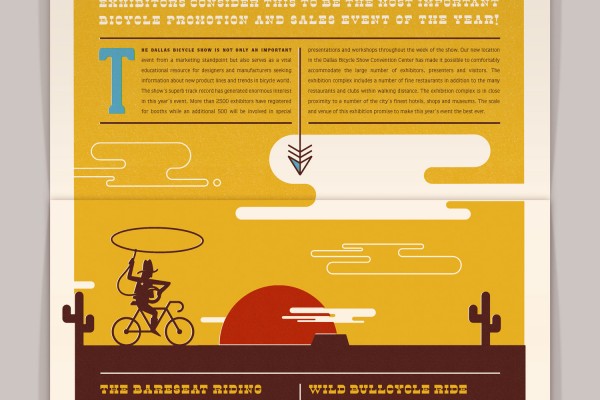 EXHIBITORS CONSIDER THIS TO BE THE MOST IMPORTANT
BICYCLE PROMOTION AND SALES EVENT OF THE YEAR!
THE DALLAS BICYCLE SHOW IS NOT ONLY AN IMPORTANT
event from a marketing standpoint but also serves as a vital
educational resource for designers and manufacturers seeking
information about new product lines and trends in bicycle world.
The show's superb track record has generated enormous interest
in this year's event. More than 2500 exhibitors have registered
for booths while an additional 500 will be involved in special
presentations and workshops throughout the week of the show. Our new location
in the Dallas Bicycle Show Convention Center has made it possible to comfortably
accommodate the large number of exhibitors, presenters and visitors. The
exhibition complex includes a number of fine facilities in addition to the many
restaurants and clubs within walking distance. The exhibition complex is in close
proximity to a number of the city's finest hotels, shops and museums. The scale
and venue of this exhibition promise to make this year's event the best ever.
THE BARESEAT RIDING
WILD BULLCYCLE RIDE